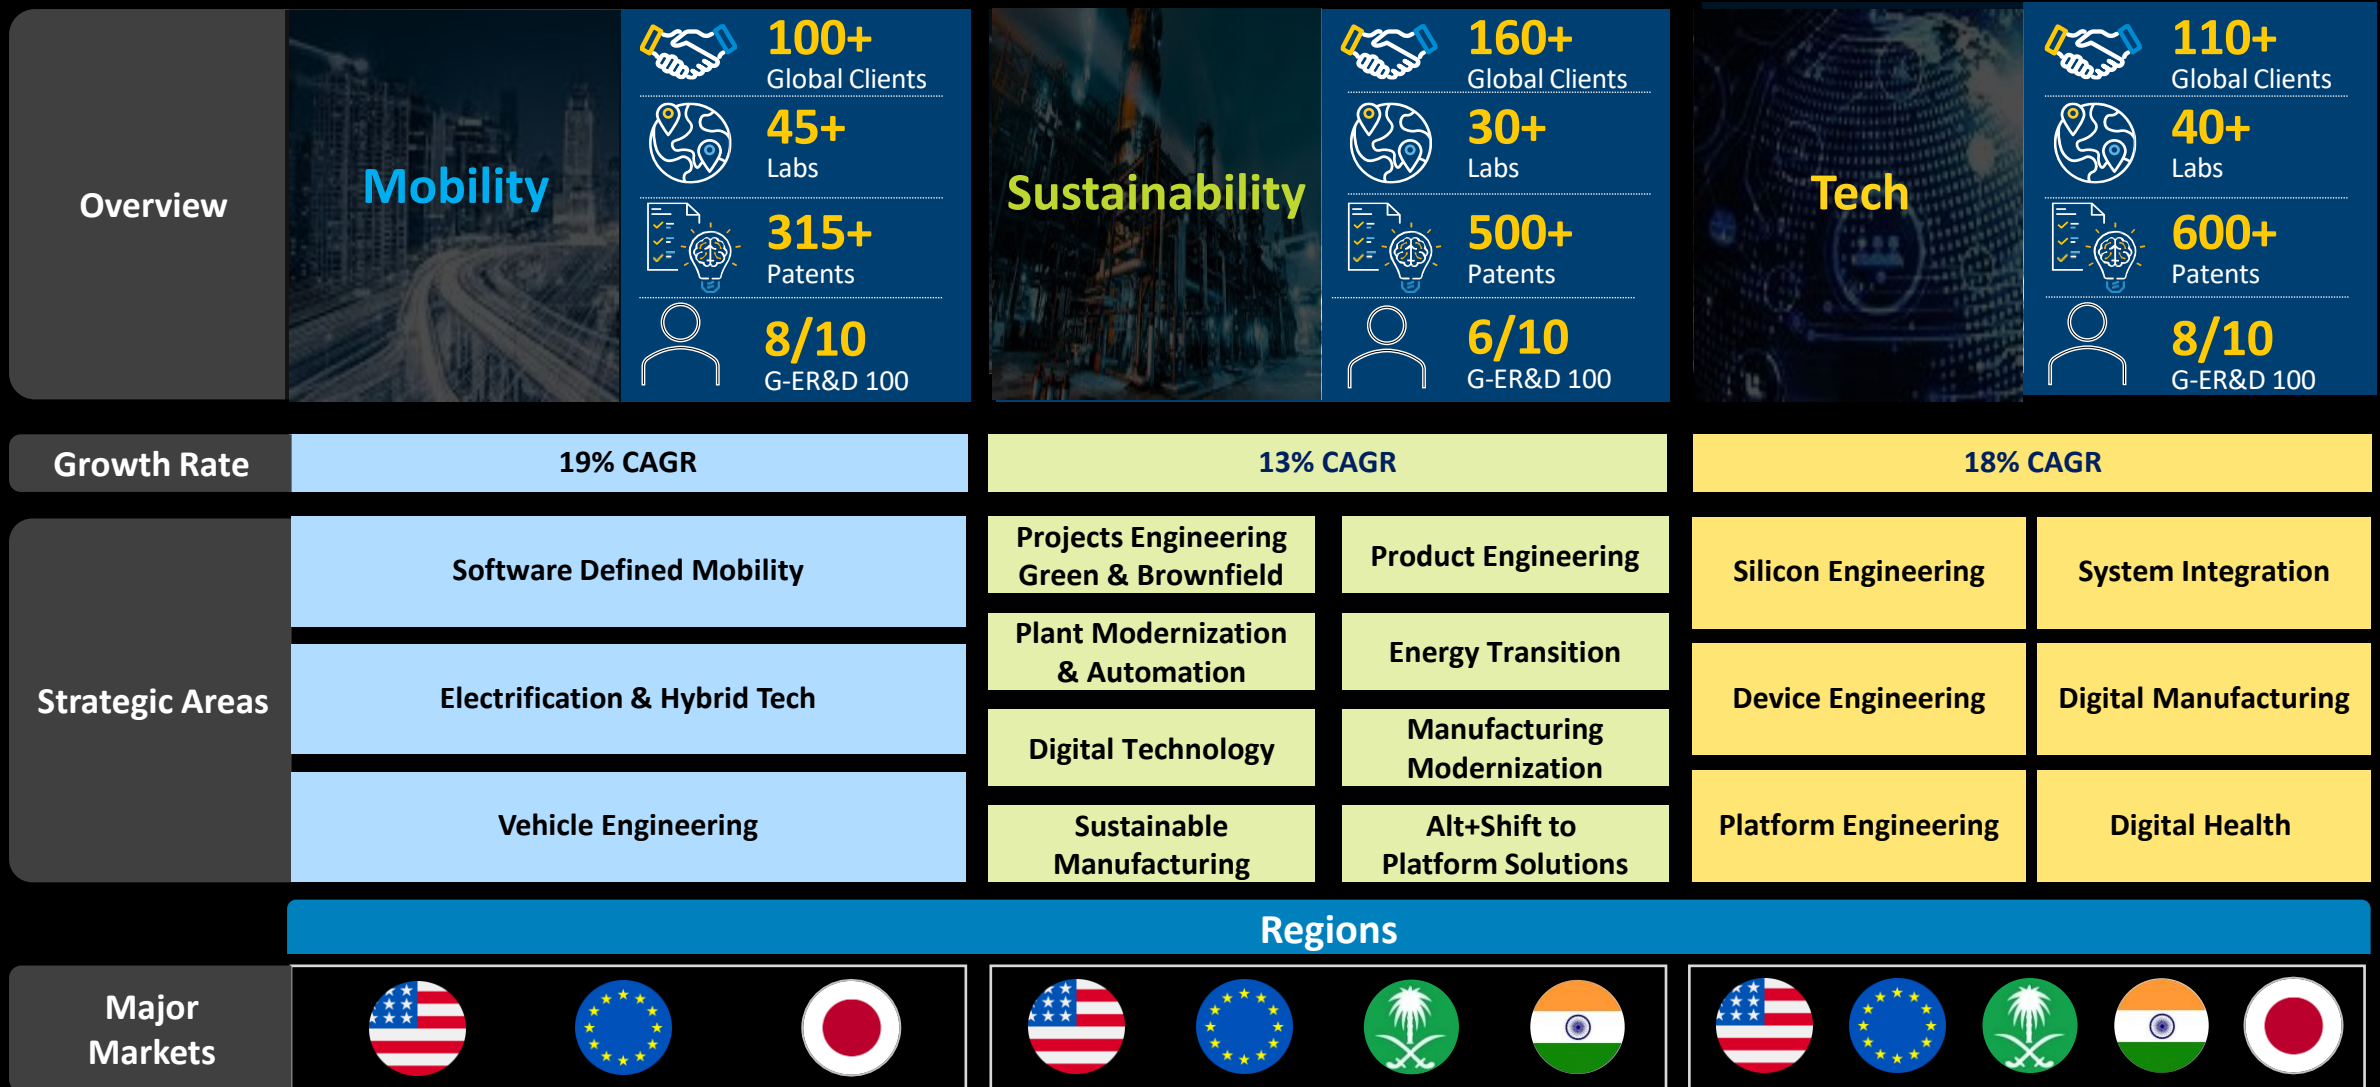 Overview
Mobility
100+
Global Clients
45+
Labs
315+
Patents
8/10
G-ER&D 100
Sustainability
160+
Global Clients
30+
Labs
500+
Patents
6/10
G-ER&D 100
Tech
110+
Global Clients
40+
Labs
600+
Patents
8/10
G-ER&D 100
Growth Rate
19% CAGR
13% CAGR
18% CAGR
Strategic Areas
Software Defined Mobility
Electrification & Hybrid Tech
Vehicle Engineering
Projects Engineering
Green & Brownfield
Product Engineering
Plant Modernization
& Automation
Energy Transition
Digital Technology
Manufacturing
Modernization
Sustainable
Manufacturing
Alt+Shift to
Platform Solutions
Silicon Engineering
System Integration
Device Engineering
Digital Manufacturing
Platform Engineering
Digital Health
Regions
Major
Markets